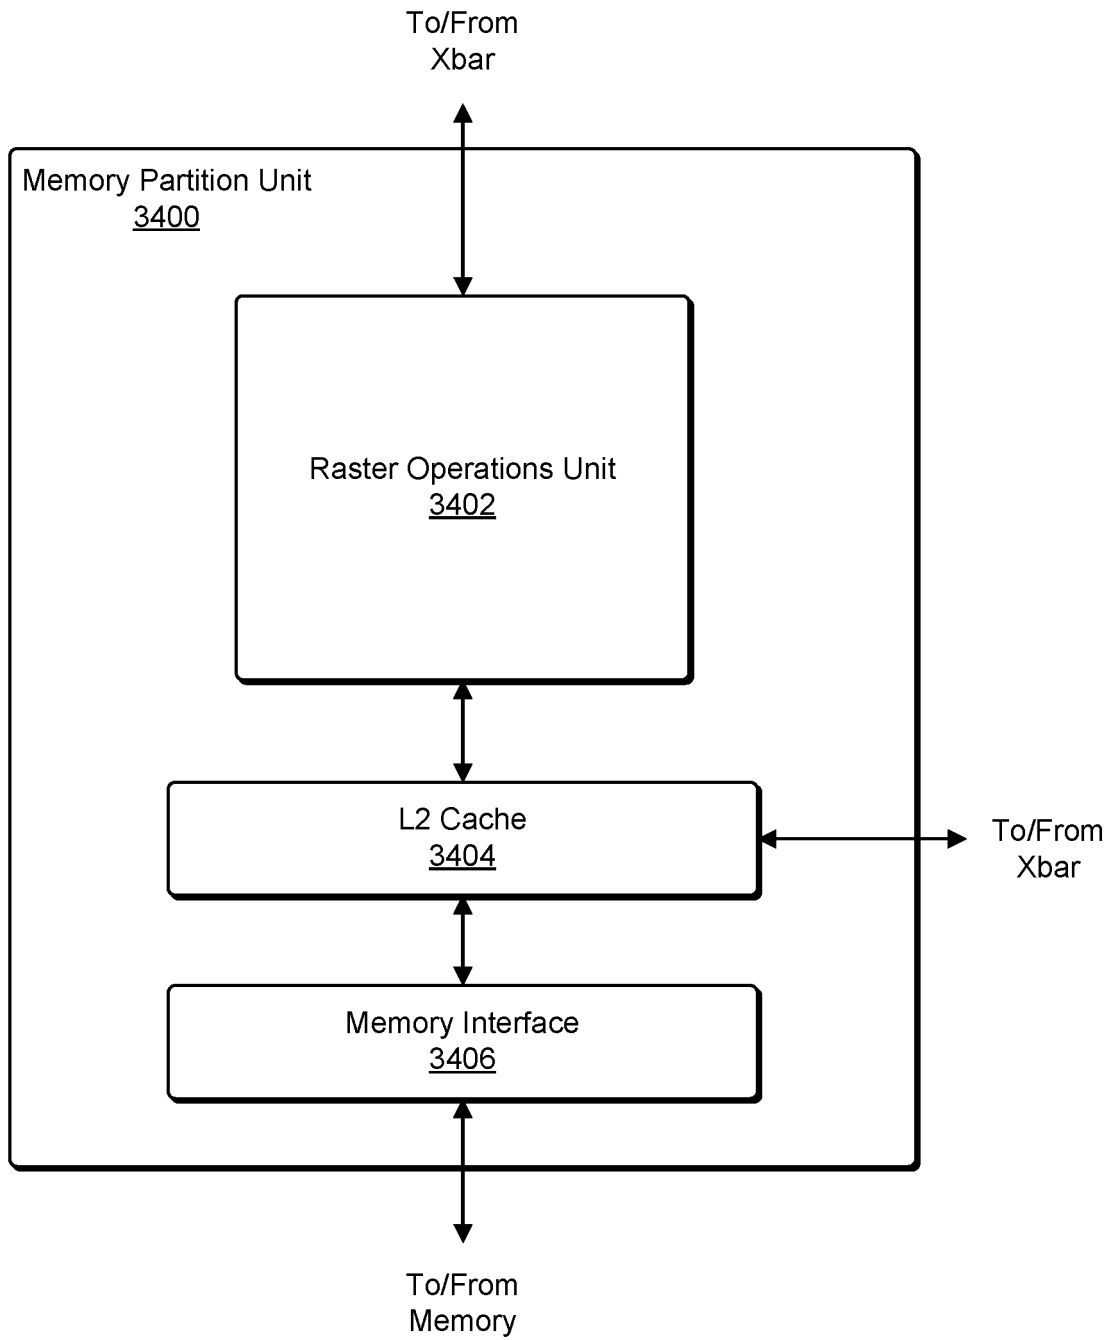 To/From
Xbar
Memory Partition Unit
3400
Raster Operations Unit
3402
L2 Cache
3404
To/From
Xbar
Memory Interface
3406
To/From
Memory